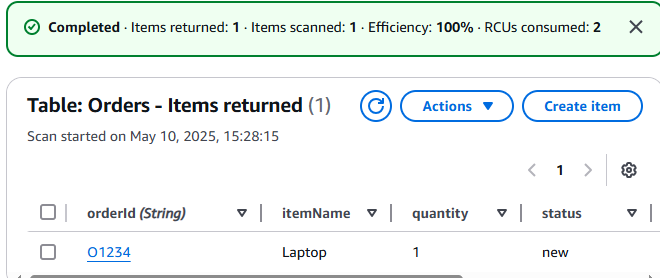 Completed · Items returned: 1 · Items scanned: 1 · Efficiency: 100% · RCUs consumed: 2
Table: Orders - Items returned (1)
Actions
Create item
Scan started on May 10, 2025, 15:28:15
1
orderId (String) itemName quantity status
O1234 Laptop 1 new